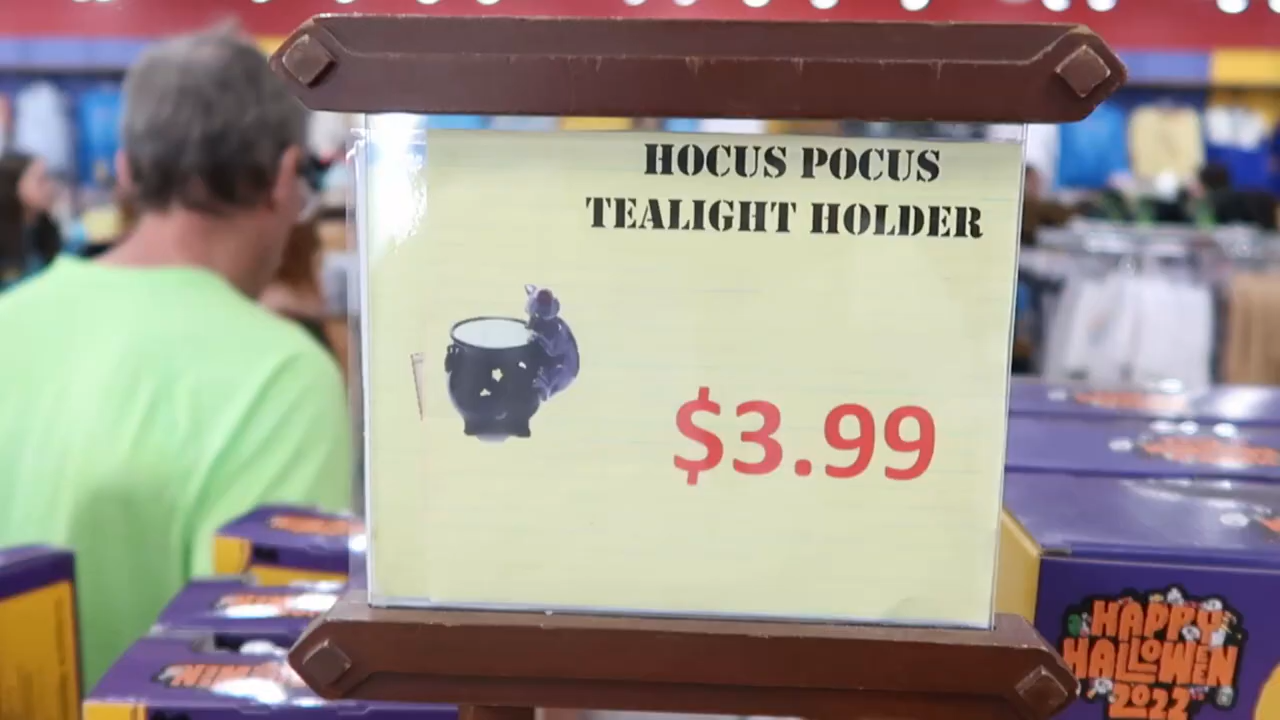 HOCUS POCUS
TEALIGHT HOLDER
$3.99
HAPPY
HALLOWEEN
2022